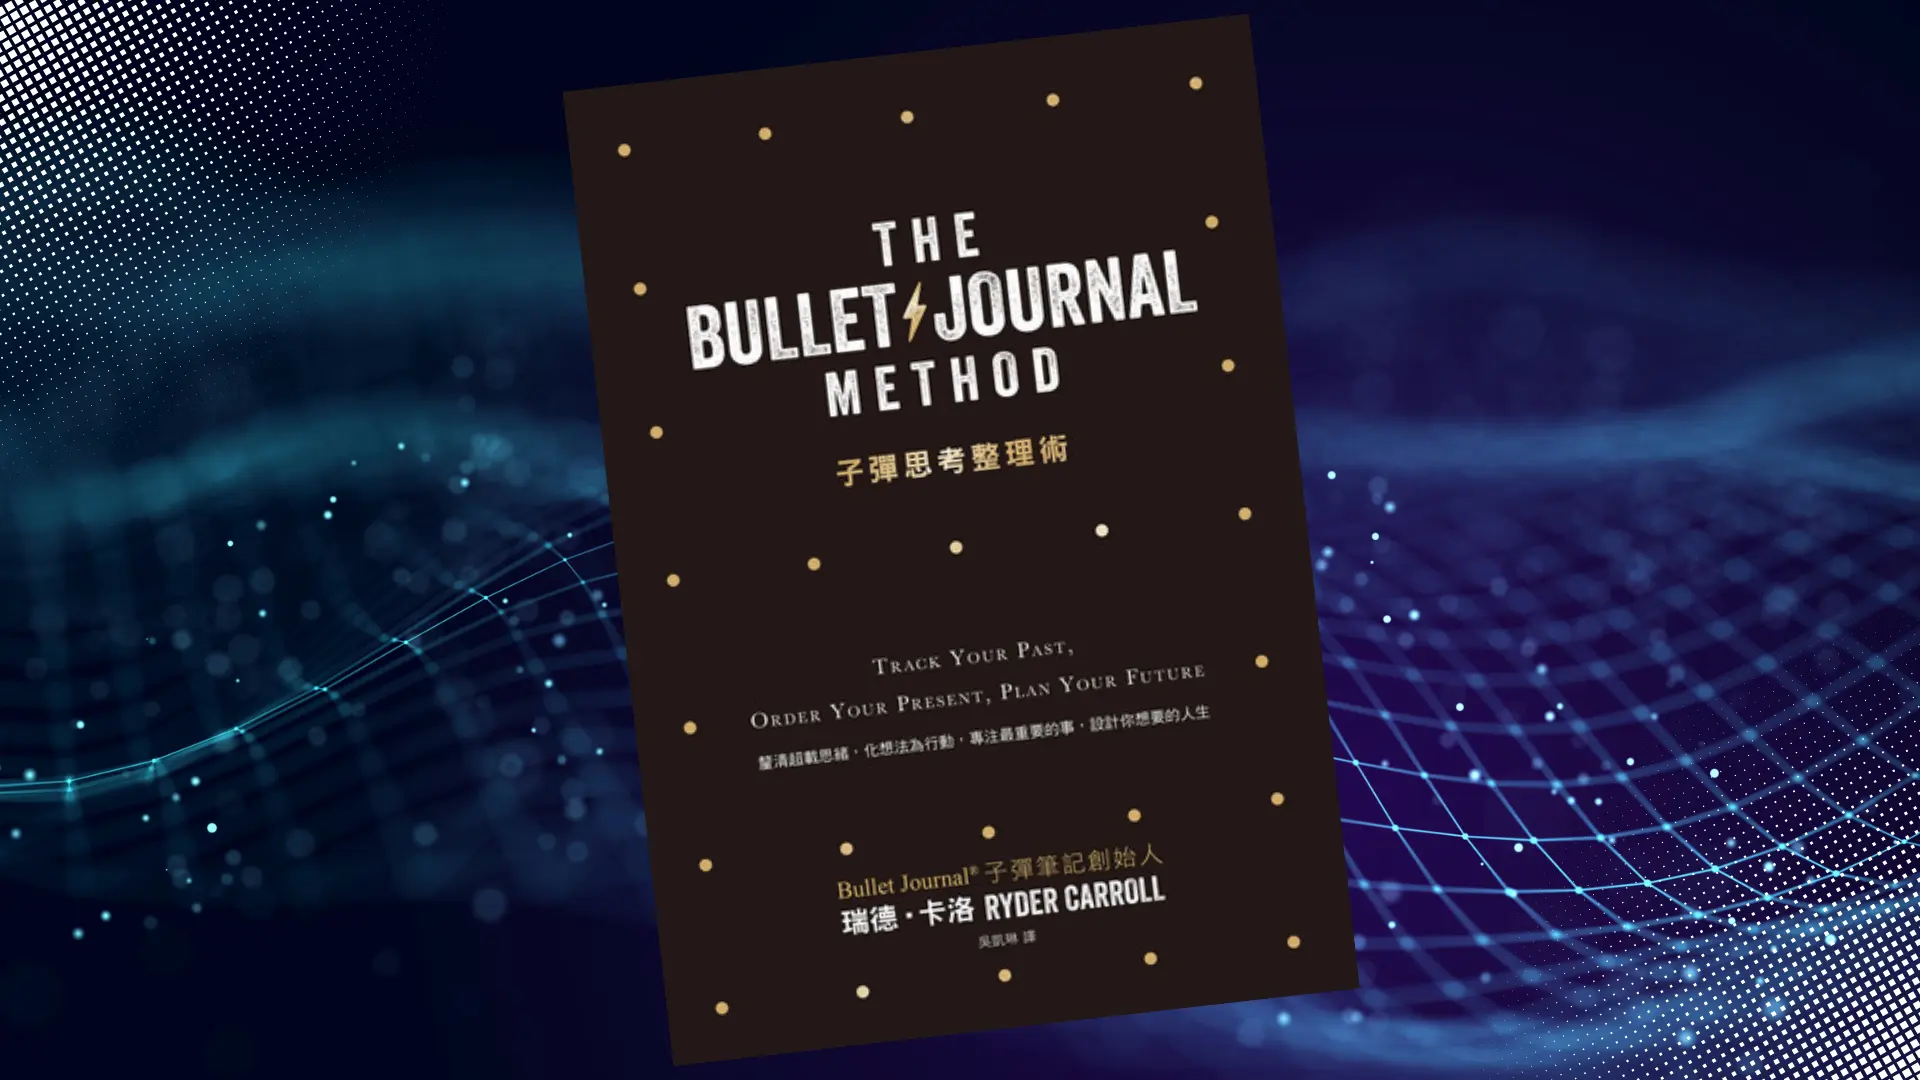 THE
BULLET JOURNAL
METHOD
子彈思考整理術
TRACK YOUR PAST,
ORDER YOUR PRESENT, PLAN YOUR FUTURE
釐清超載思緒，化想法為行動，專注最重要的事，設計你想要的人生
Bullet Journal® 子彈筆記創始人
瑞德·卡洛 RYDER CARROLL
吳凱琳 譯